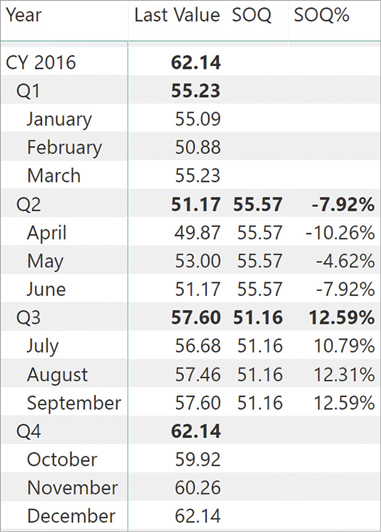 Year Last Value SOQ SOQ%
CY 2016 62.14
Q1 55.23
January 55.09
February 50.88
March 55.23
Q2 51.17 55.57 -7.92%
April 49.87 55.57 -10.26%
May 53.00 55.57 -4.62%
June 51.17 55.57 -7.92%
Q3 57.60 51.16 12.59%
July 56.68 51.16 10.79%
August 57.46 51.16 12.31%
September 57.60 51.16 12.59%
Q4 62.14
October 59.92
November 60.26
December 62.14